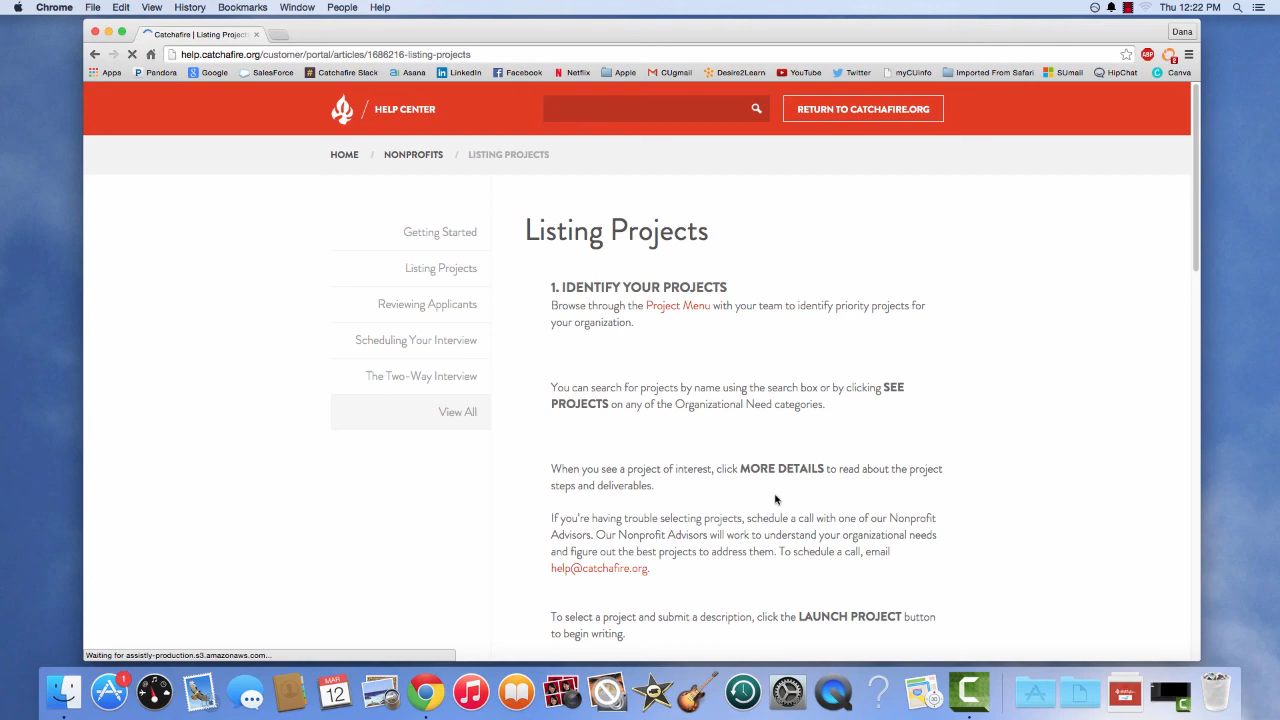 Chrome File Edit View History Bookmarks Window People Help Thu 12:22 PM
Catchafire | Listing Project Dana
help.catchafire.org/customer/portal/articles/1686216-listing-projects
Apps Pandora Google SalesForce Catchafire Slack Asana LinkedIn Facebook Netflix Apple CUgmail Desire2Learn YouTube Twitter myCUinfo Imported From Safari SUmail HipChat Canva
HELP CENTER RETURN TO CATCHAFIRE.ORG
HOME / NONPROFITS / LISTING PROJECTS
Getting Started
Listing Projects
Reviewing Applicants
Scheduling Your Interview
The Two-Way Interview
View All
Listing Projects
1. IDENTIFY YOUR PROJECTS
Browse through the Project Menu with your team to identify priority projects for
your organization.
You can search for projects by name using the search box or by clicking SEE
PROJECTS on any of the Organizational Need categories.
When you see a project of interest, click MORE DETAILS to read about the project
steps and deliverables.
If you're having trouble selecting projects, schedule a call with one of our Nonprofit
Advisors. Our Nonprofit Advisors will work to understand your organizational needs
and figure out the best projects to address them. To schedule a call, email
help@catchafire.org.
To select a project and submit a description, click the LAUNCH PROJECT button
to begin writing.
Waiting for assistly-production.s3.amazonaws.com...
1
MAR
12